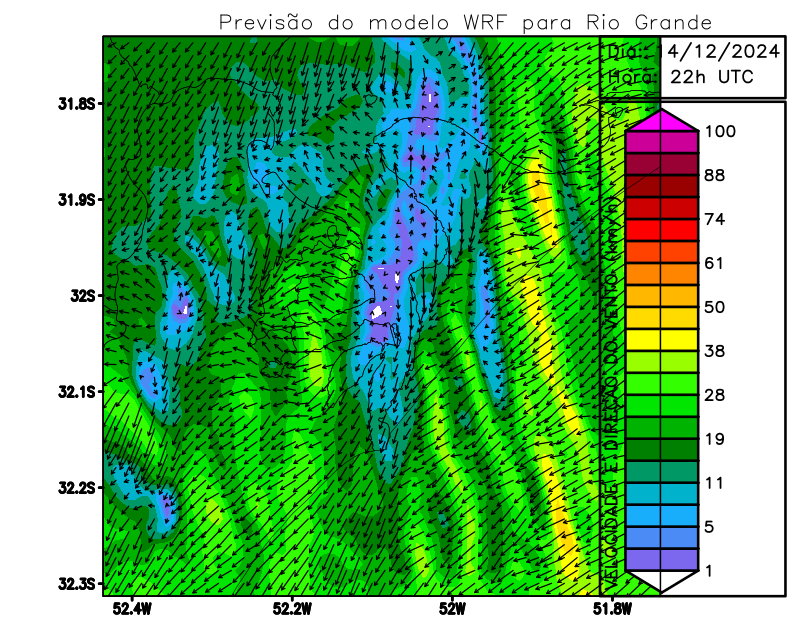 Previsão do modelo WRF para Rio Grande
Dia: 14/12/2024
Hora: 22h UTC
31.8S
31.9S
32S
32.1S
32.2S
32.3S
52.4W
52.2W
52W
51.8W
VELOCIDADE E DIREÇÃO DO VENTO (km/h)
100
88
74
61
50
38
28
19
11
5
1